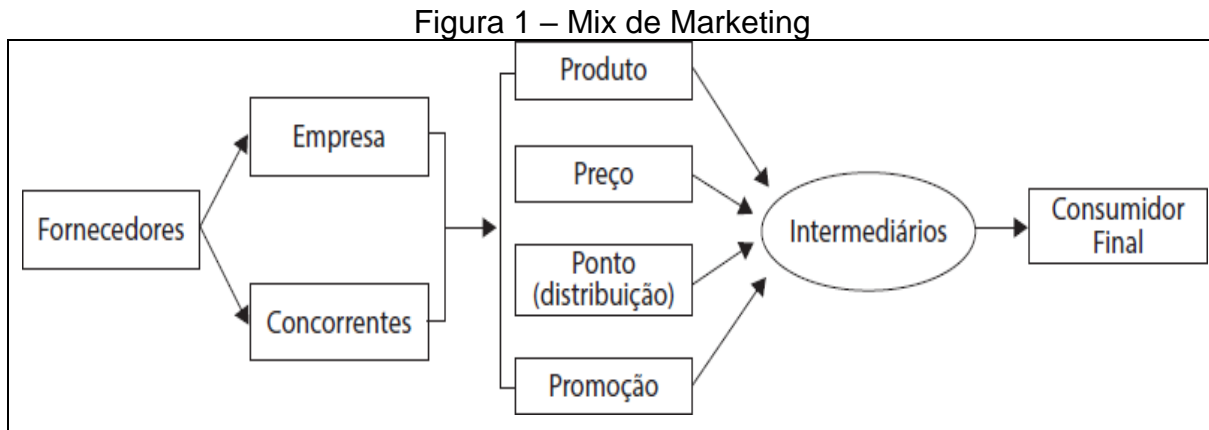 Figura 1 – Mix de Marketing
Fornecedores
Empresa
Concorrentes
Produto
Preço
Ponto
(distribuição)
Promoção
Intermediários
Consumidor
Final